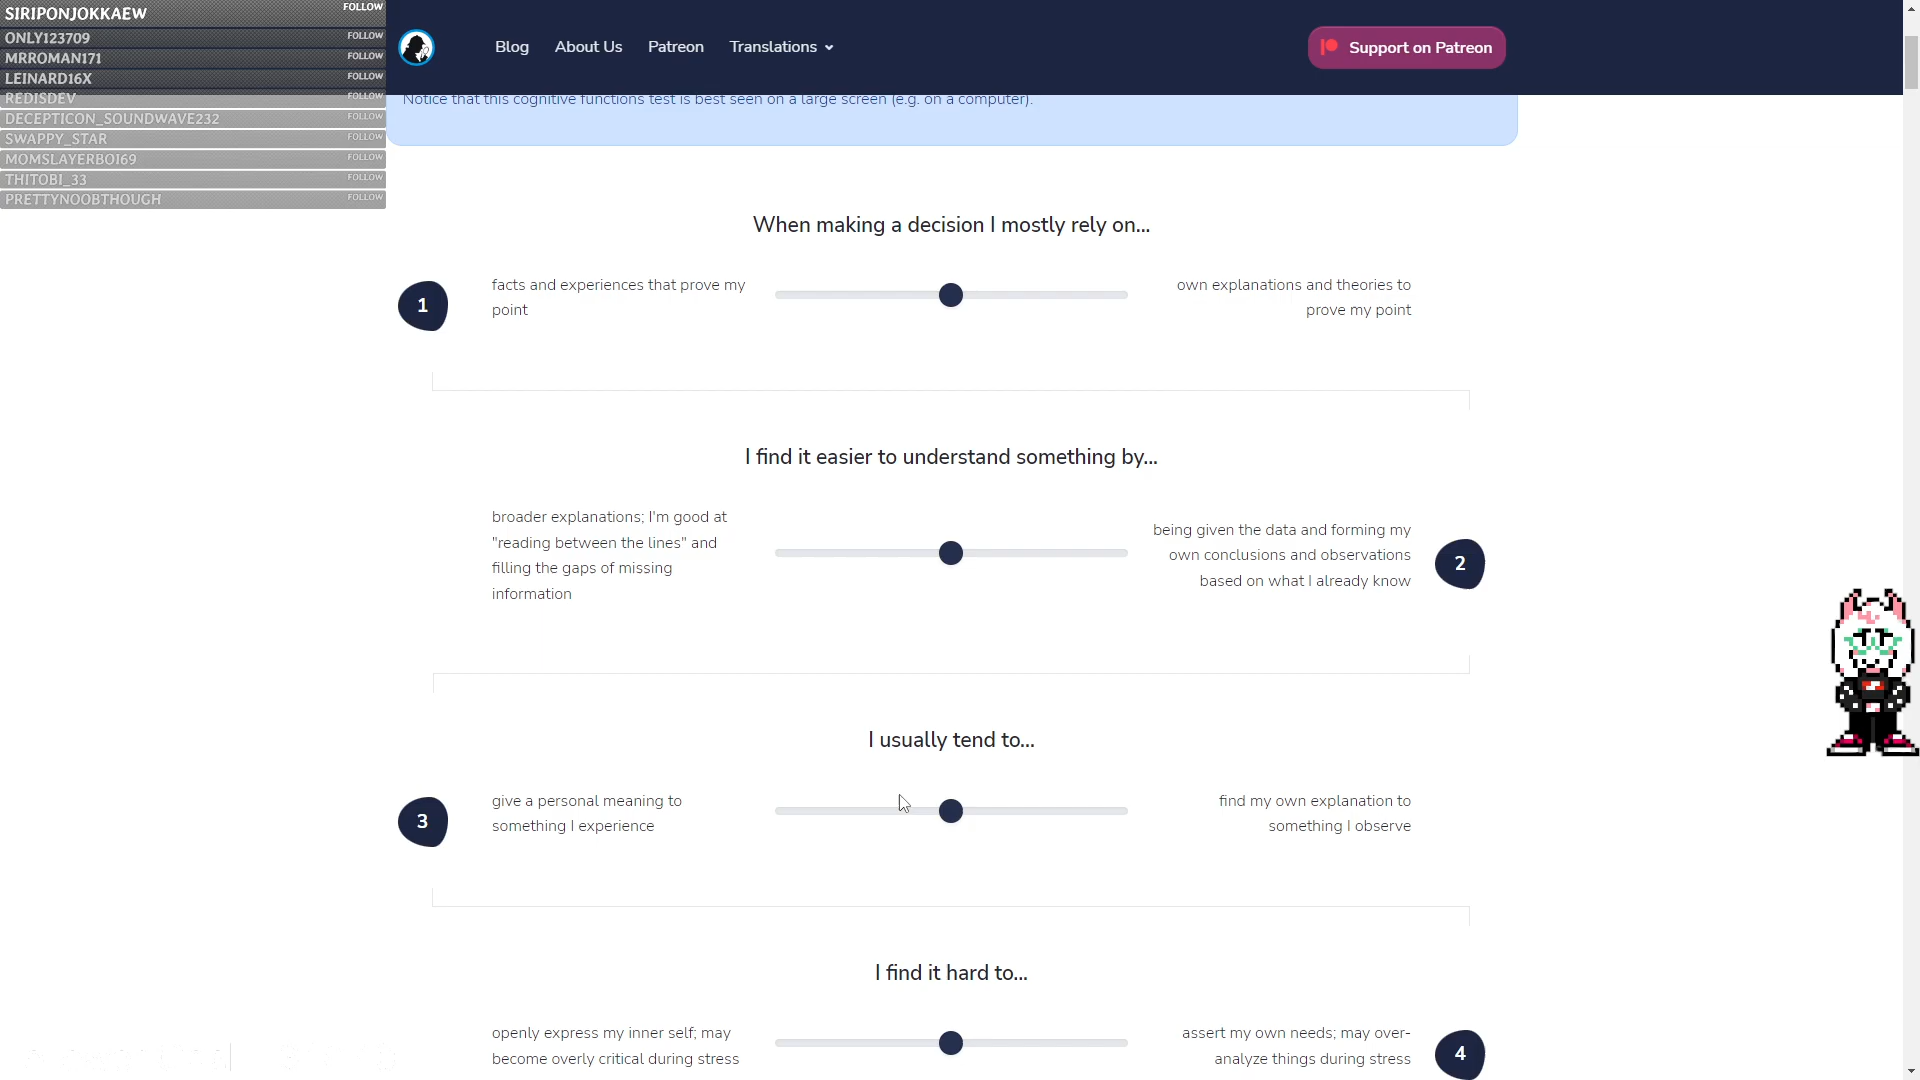 SIRIPONJOKKAEW FOLLOW
ONLY123709 FOLLOW
MRROMAN171 FOLLOW
LEINARD16X FOLLOW
REDISDEV FOLLOW
DECEPTICON_SOUNDWAVE232 FOLLOW
SWAPPY_STAR FOLLOW
MOMSLAYERBOI69 FOLLOW
THITOBI_33 FOLLOW
PRETTYNOOBTHOUGH FOLLOW
Blog About Us Patreon Translations
Support on Patreon
Notice that this cognitive functions test is best seen on a large screen (e.g. on a computer).
When making a decision I mostly rely on...
1
facts and experiences that prove my
point
own explanations and theories to
prove my point
I find it easier to understand something by...
broader explanations; I'm good at
"reading between the lines" and
filling the gaps of missing
information
being given the data and forming my
own conclusions and observations
based on what I already know
2
I usually tend to...
3
give a personal meaning to
something I experience
find my own explanation to
something I observe
I find it hard to...
openly express my inner self; may
become overly critical during stress
assert my own needs; may over-
analyze things during stress
4